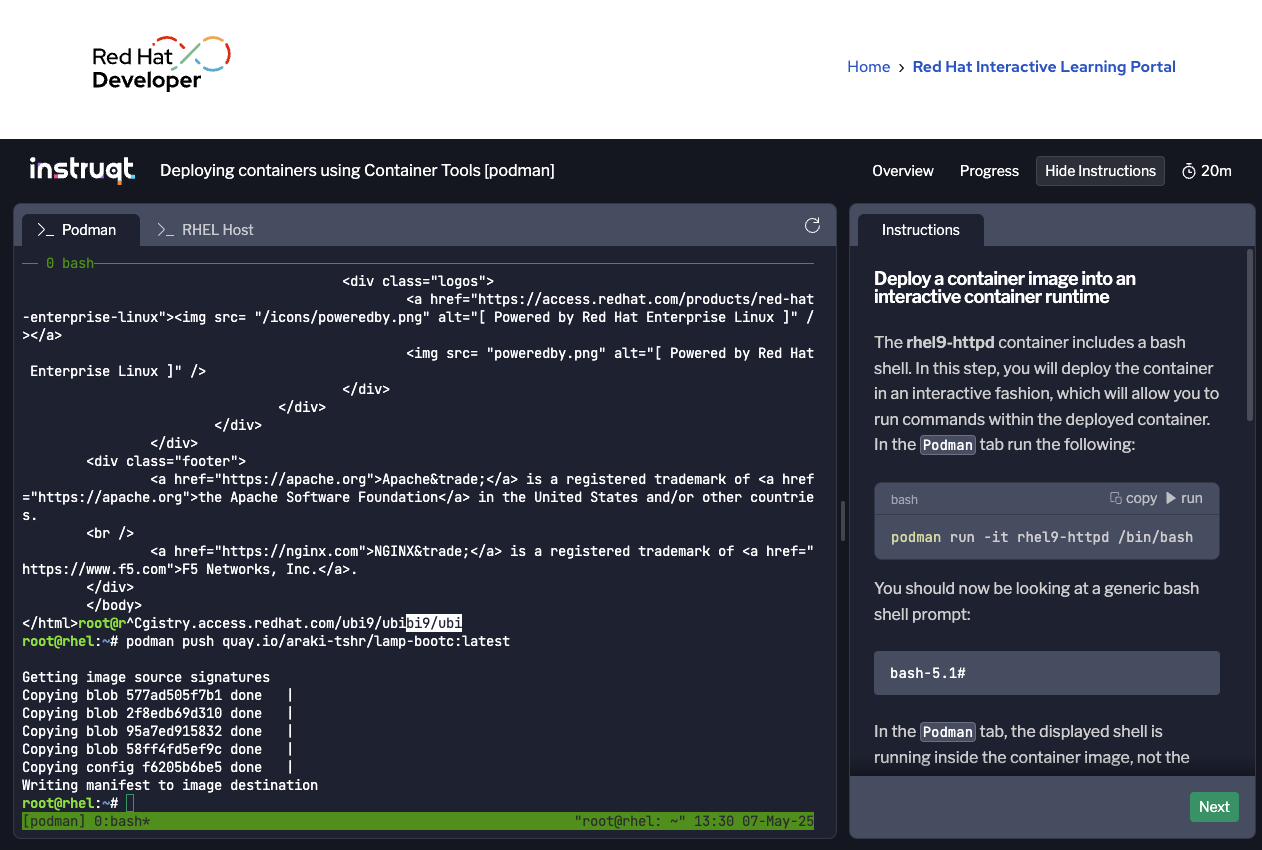 Red Hat
Developer
Home › Red Hat Interactive Learning Portal
instruqt
Deploying containers using Container Tools [podman]
Overview
Progress
Hide Instructions
20m
>_ Podman
>_ RHEL Host
0 bash
<div class="logos">
<a href="https://access.redhat.com/products/red-hat
-enterprise-linux"><img src= "/icons/poweredby.png" alt="[ Powered by Red Hat Enterprise Linux ]" /
></a>
<img src= "poweredby.png" alt="[ Powered by Red Hat
Enterprise Linux ]" />
</div>
</div>
</div>
</div>
<div class="footer">
<a href="https://apache.org">Apache&trade;</a> is a registered trademark of <a href
="https://apache.org">the Apache Software Foundation</a> in the United States and/or other countrie
s.
<br />
<a href="https://nginx.com">NGINX&trade;</a> is a registered trademark of <a href="
https://www.f5.com">F5 Networks, Inc.</a>.
</div>
</body>
</html>root@r^Cgistry.access.redhat.com/ubi9/ubibi9/ubi
root@rhel:~# podman push quay.io/araki-tshr/lamp-bootc:latest
Getting image source signatures
Copying blob 577ad505f7b1 done |
Copying blob 2f8edb69d310 done |
Copying blob 95a7ed915832 done |
Copying blob 58ff4fd5ef9c done |
Copying config f6205b6be5 done |
Writing manifest to image destination
root@rhel:~#
[podman] 0:bash* "root@rhel: ~" 13:30 07-May-25
Instructions
Deploy a container image into an
interactive container runtime
The rhel9-httpd container includes a bash
shell. In this step, you will deploy the container
in an interactive fashion, which will allow you to
run commands within the deployed container.
In the Podman tab run the following:
bash copy run
podman run -it rhel9-httpd /bin/bash
You should now be looking at a generic bash
shell prompt:
bash-5.1#
In the Podman tab, the displayed shell is
running inside the container image, not the
Next